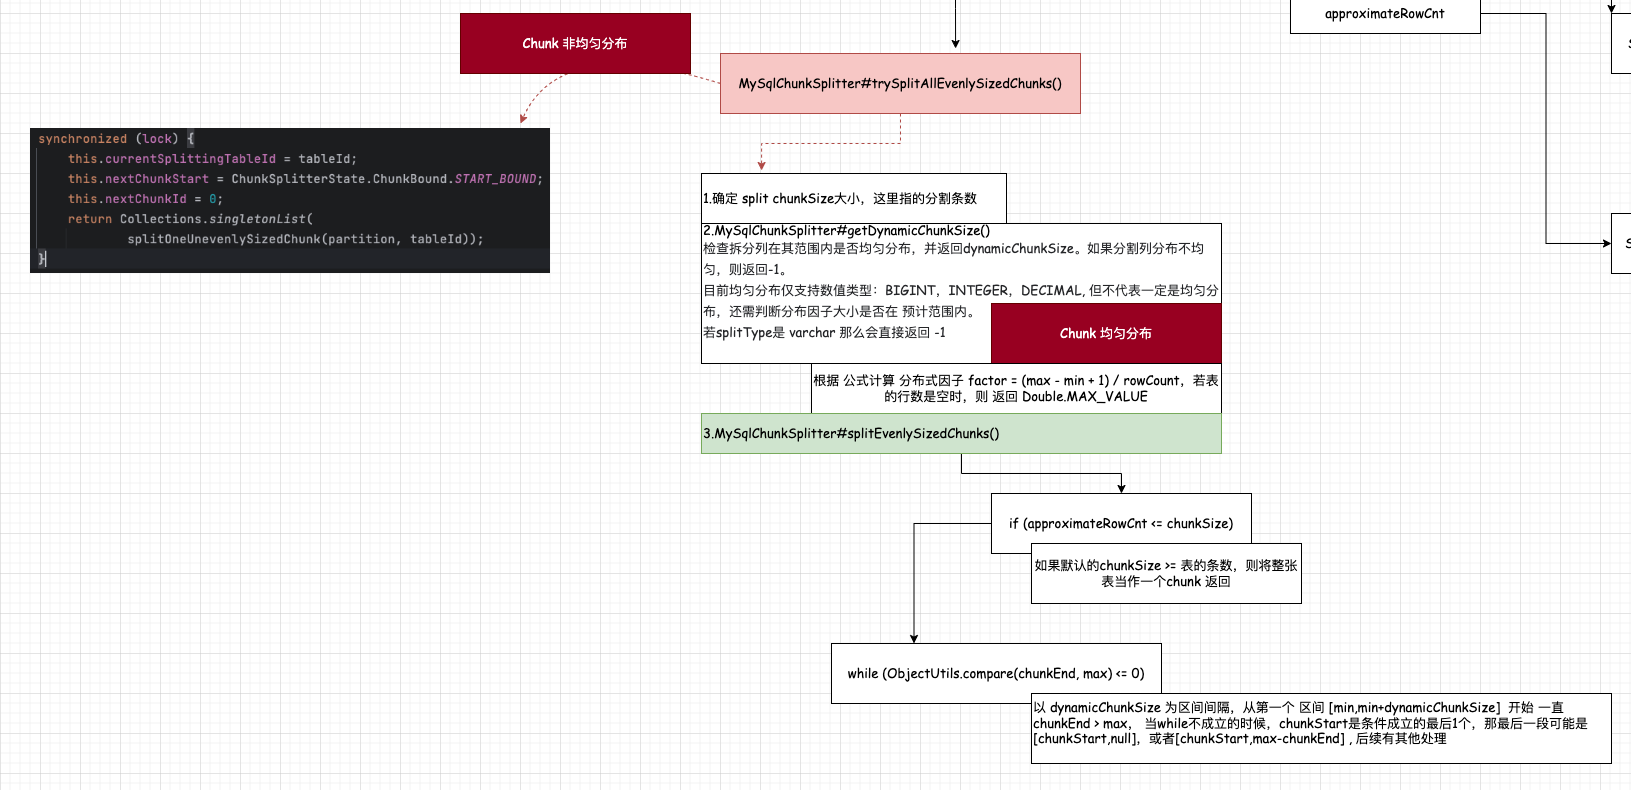 approximateRowCnt
Chunk 非均匀分布
MySqlChunkSplitter#trySplitAllEvenlySizedChunks()
synchronized (lock) {
this.currentSplittingTableId = tableId;
this.nextChunkStart = ChunkSplitterState.ChunkBound.START_BOUND;
this.nextChunkId = 0;
return Collections.singletonList(
splitOneUnevenlySizedChunk(partition, tableId));
}
1.确定 split chunkSize大小，这里指的分割条数
2.MySqlChunkSplitter#getDynamicChunkSize()
检查拆分列在其范围内是否均匀分布，并返回dynamicChunkSize。如果分割列分布不均
匀，则返回-1。
目前均匀分布仅支持数值类型：BIGINT，INTEGER，DECIMAL, 但不代表一定是均匀分
布，还需判断分布因子大小是否在 预计范围内。
若splitType是 varchar 那么会直接返回 -1
Chunk 均匀分布
根据 公式计算 分布式因子 factor = (max - min + 1) / rowCount，若表
的行数是空时，则 返回 Double.MAX_VALUE
3.MySqlChunkSplitter#splitEvenlySizedChunks()
if (approximateRowCnt <= chunkSize)
如果默认的chunkSize >= 表的条数，则将整张
表当作一个chunk 返回
while (ObjectUtils.compare(chunkEnd, max) <= 0)
以 dynamicChunkSize 为区间间隔，从第一个 区间 [min,min+dynamicChunkSize] 开始 一直
chunkEnd > max， 当while不成立的时候，chunkStart是条件成立的最后1个，那最后一段可能是
[chunkStart,null]，或者[chunkStart,max-chunkEnd] , 后续有其他处理